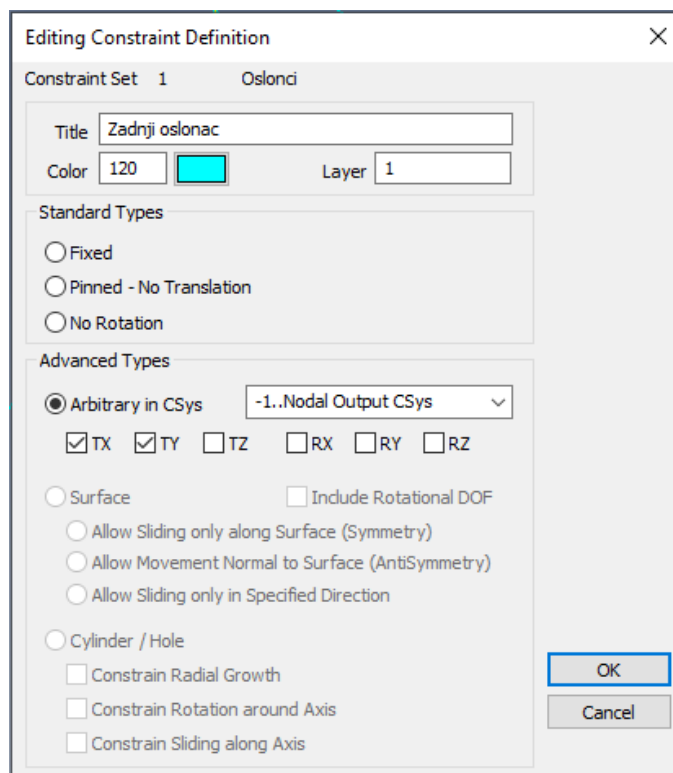 Editing Constraint Definition
Constraint Set 1 Oslonci
Title Zadnji oslonac
Color 120 Layer 1
Standard Types
Fixed
Pinned - No Translation
No Rotation
Advanced Types
Arbitrary in CSys -1..Nodal Output CSys
TX TY TZ RX RY RZ
Surface Include Rotational DOF
Allow Sliding only along Surface (Symmetry)
Allow Movement Normal to Surface (AntiSymmetry)
Allow Sliding only in Specified Direction
Cylinder / Hole
Constrain Radial Growth
OK
Constrain Rotation around Axis
Cancel
Constrain Sliding along Axis